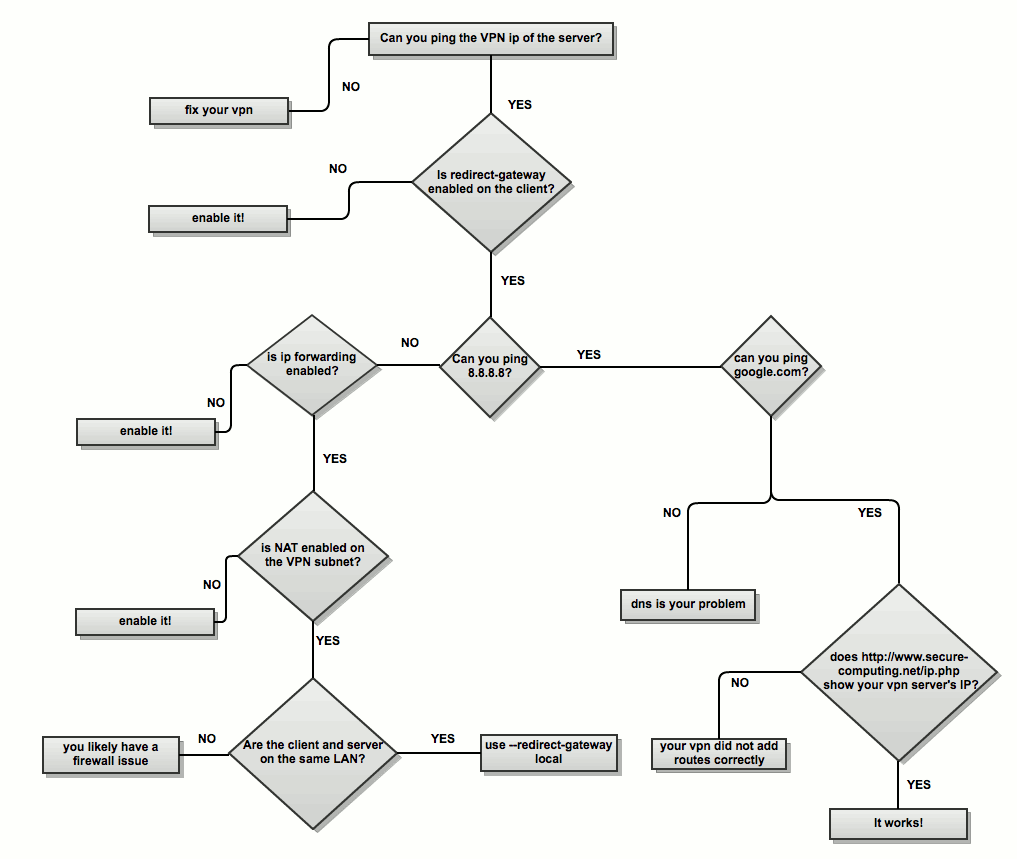 Can you ping the VPN ip of the server?
NO
YES
fix your vpn
NO
Is redirect-gateway
enabled on the client?
enable it!
YES
is ip forwarding
enabled?
NO
Can you ping
8.8.8.8?
YES
can you ping
google.com?
NO
enable it!
YES
NO
YES
is NAT enabled on
the VPN subnet?
NO
enable it!
YES
dns is your problem
does http://www.secure-
computing.net/ip.php
show your vpn server's IP?
NO
you likely have a
firewall issue
NO
Are the client and server
on the same LAN?
YES
use --redirect-gateway
local
your vpn did not add
routes correctly
YES
It works!